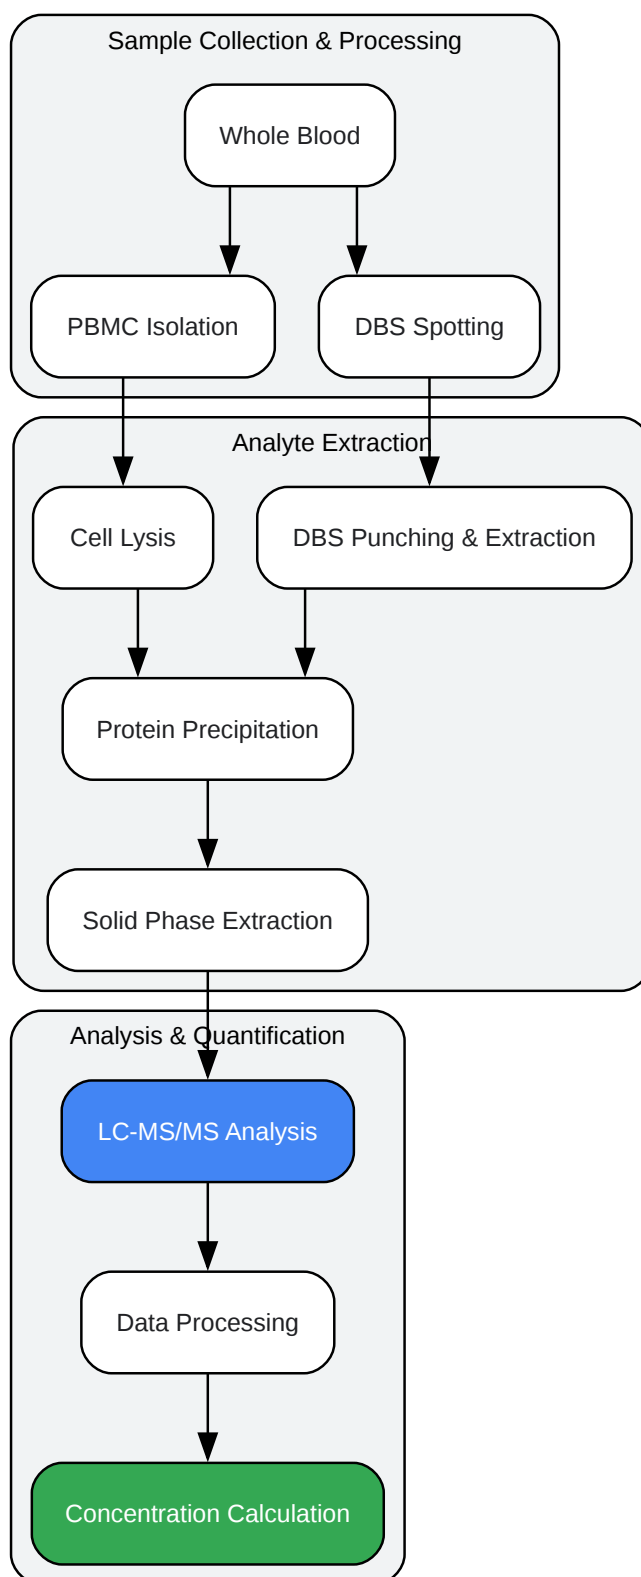 Sample Collection & Processing
Whole Blood
PBMC Isolation
DBS Spotting
Analyte Extraction
Cell Lysis
DBS Punching & Extraction
Protein Precipitation
Solid Phase Extraction
Analysis & Quantification
LC-MS/MS Analysis
Data Processing
Concentration Calculation